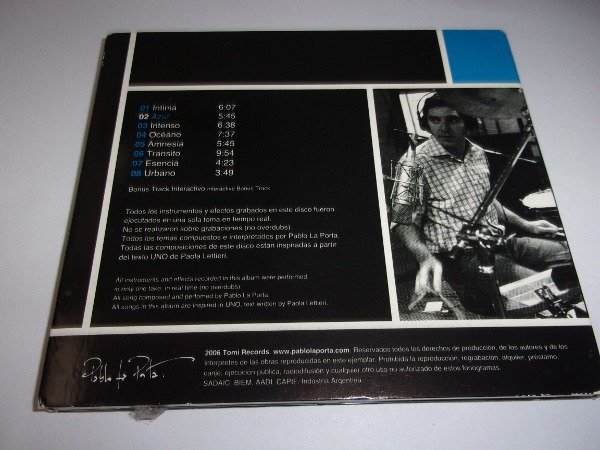 01 Intima 6:07
02 Azul 5:45
03 Intenso 6:38
04 Océano 7:37
05 Amnesia 5:45
06 Transito 9:54
07 Esencia 4:23
08 Urbano 3:49
Bonus Track Interactivo Interactive Bonus Track
Todos los instrumentos y efectos grabados en este disco fueron
ejecutados en una sola toma en tiempo real.
No se realizaron sobre grabaciones (no overdubs).
Todos los temas compuestos e interpretados por Pablo La Porta.
Todas las composiciones de este disco estan inspiradas a partir
del texto UNO de Paola Lettieri.
All instruments and effects recorded in this album were performed
in only one take, in real time (no overdubs).
All song composed and performed by Pablo La Porta.
All songs in this album are inspired in UNO, text written by Paola Lettieri.
Pablo La Porta.
2006 Tomi Records. www.pablolaporta.com. Reservados todos los derechos de producción, de los autores y de los
interpretes de las obras reproducidas en este ejemplar. Prohibida la reproducción, regrabación, alquiler, préstamo,
canje, ejecución publica, radiodifusión y cualquier otro uso no autorizado de estos fonogramas.
SADAIC. BIEM. AADI. CAPIF. Industria Argentina.